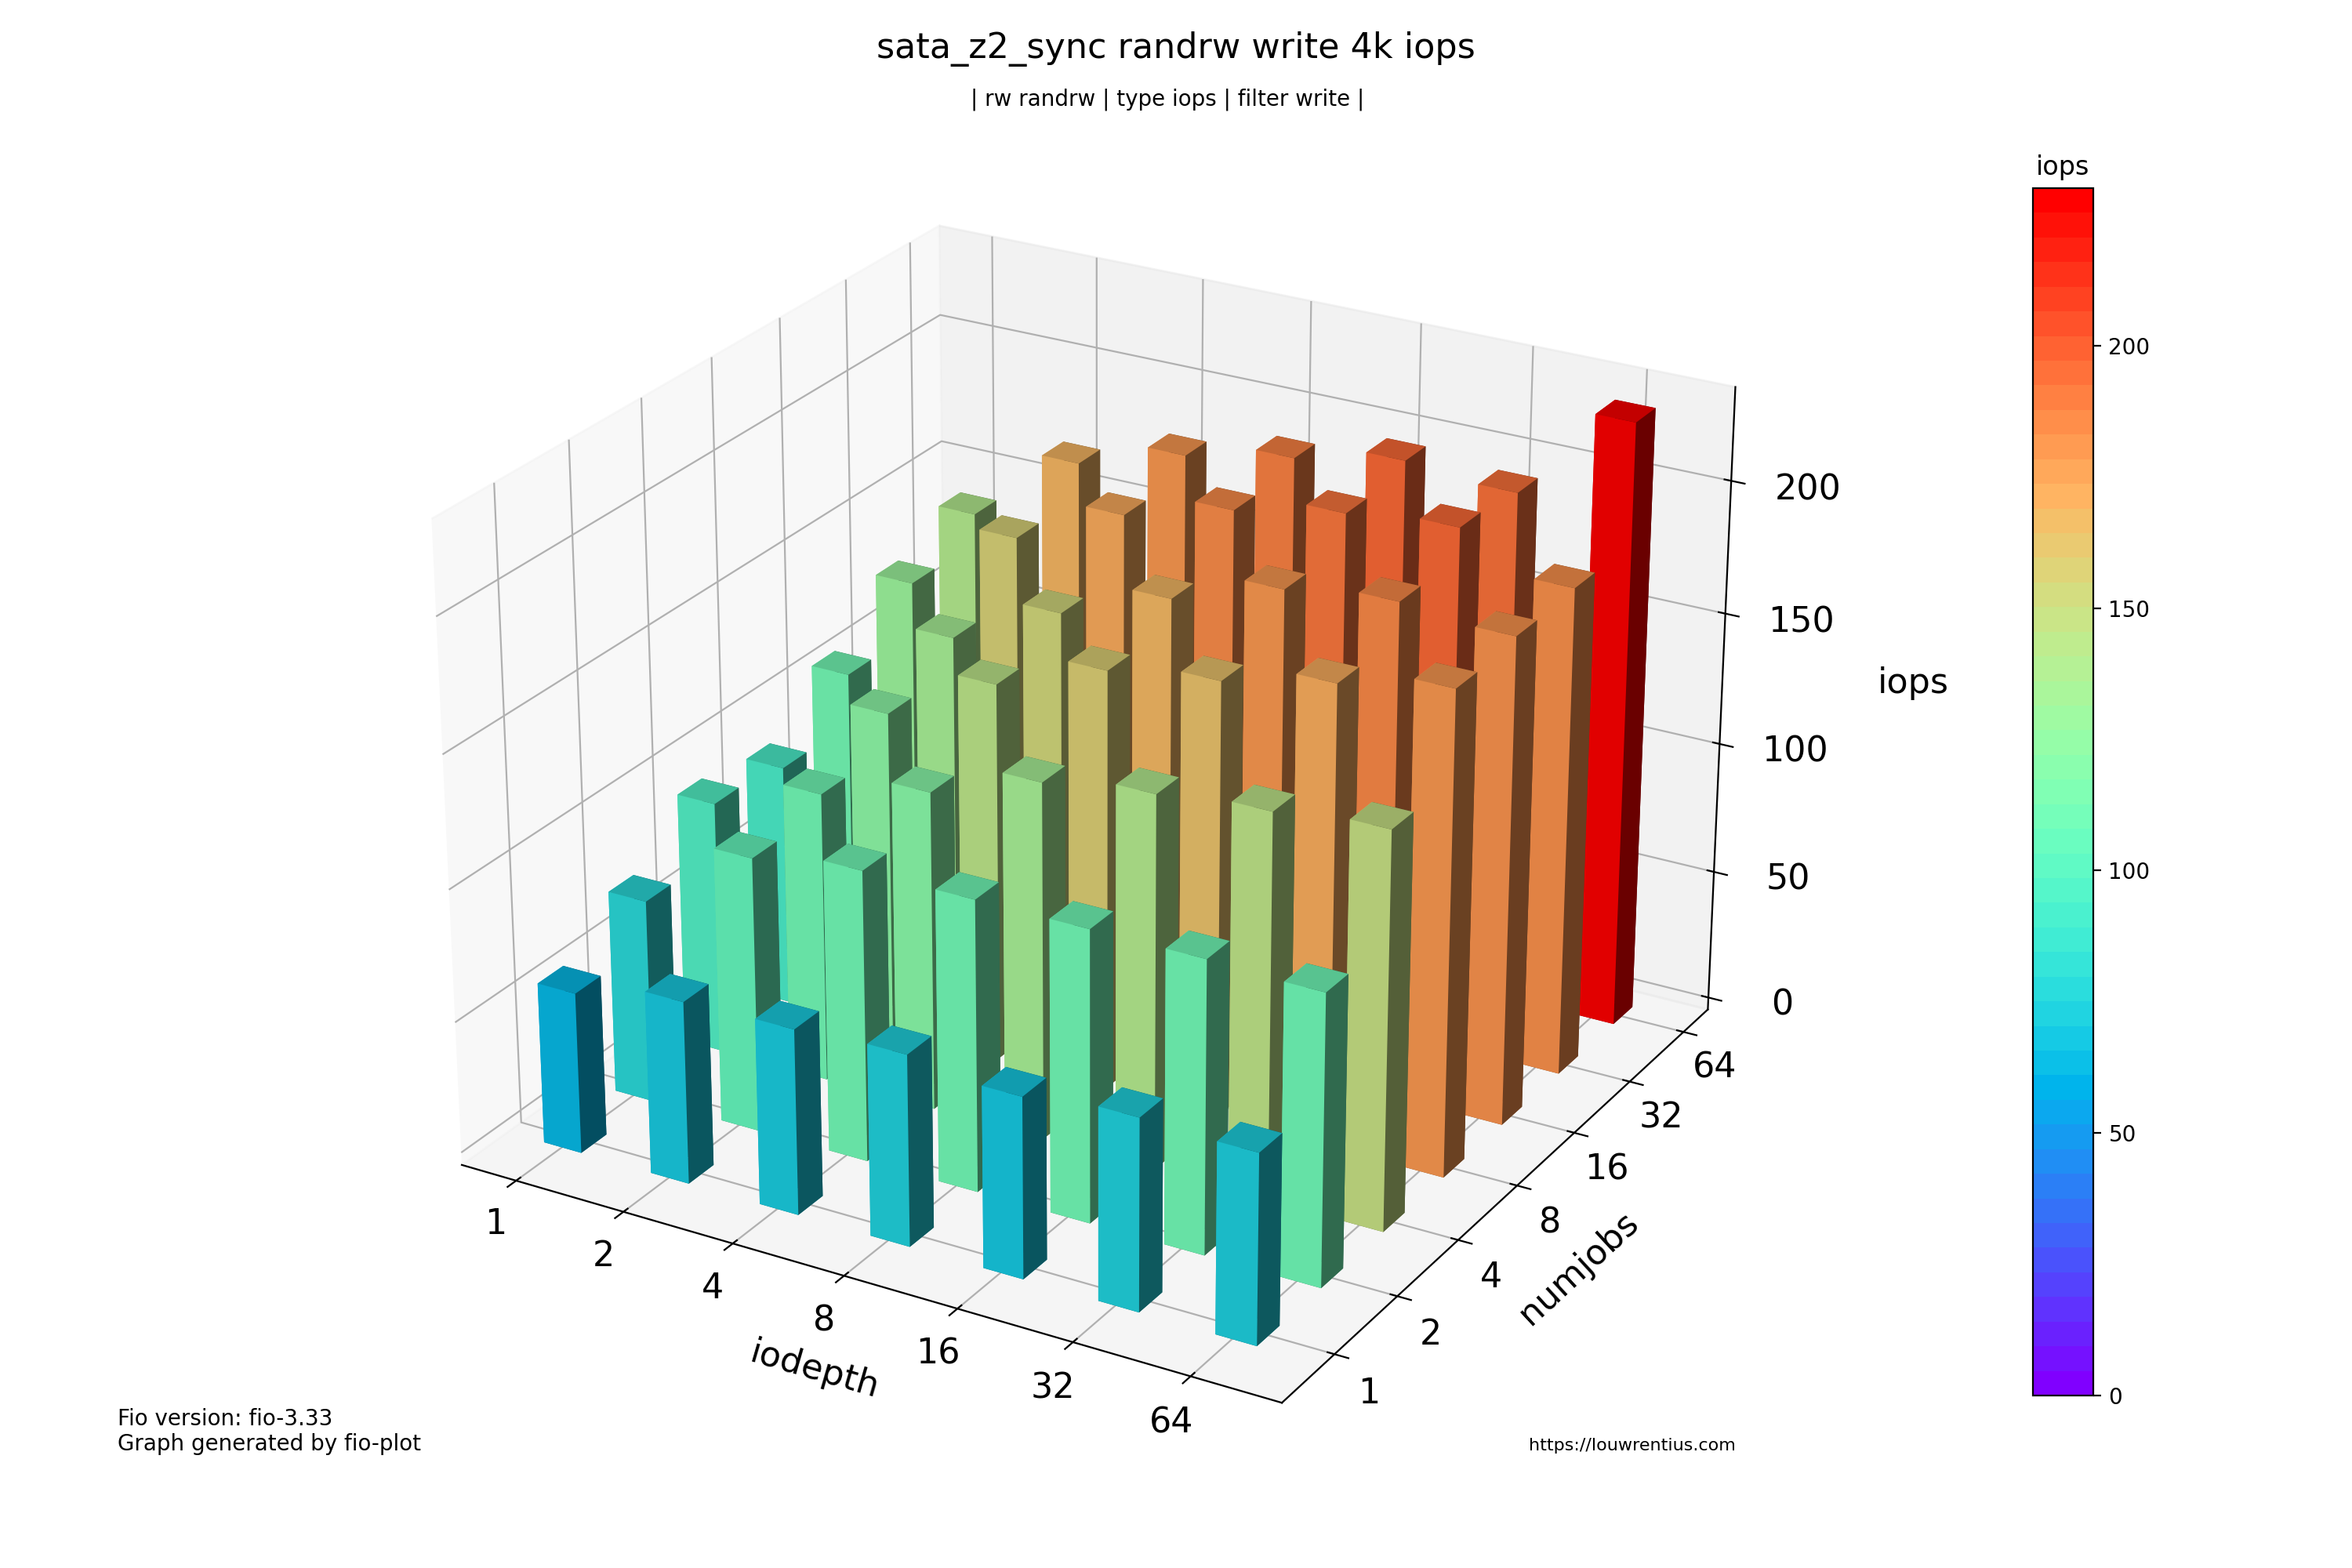 sata_z2_sync randrw write 4k iops
| rw randrw | type iops | filter write |
iops
200
150
100
50
0
200
150
100
50
0
iops
1
2
4
8
16
32
64
iodepth
64
32
16
8
4
2
1
numjobs
Fio version: fio-3.33
Graph generated by fio-plot
https://louwrentius.com